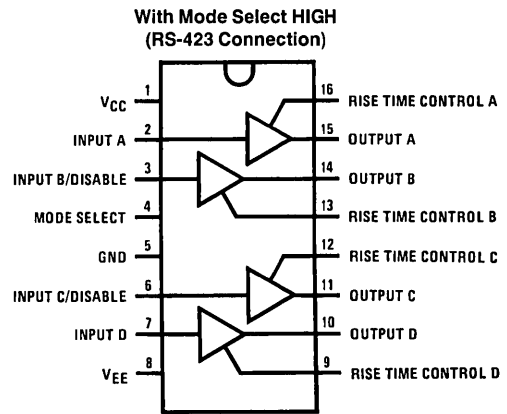 With Mode Select HIGH
(RS-423 Connection)
VCC 1 16 RISE TIME CONTROL A
INPUT A 2 15 OUTPUT A
INPUT B/DISABLE 3 14 OUTPUT B
MODE SELECT 4 13 RISE TIME CONTROL B
GND 5 12 RISE TIME CONTROL C
INPUT C/DISABLE 6 11 OUTPUT C
INPUT D 7 10 OUTPUT D
VEE 8 9 RISE TIME CONTROL D